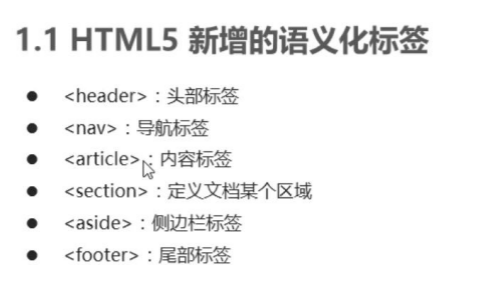 1.1 HTML5 新增的语义化标签
● <header>：头部标签
● <nav>：导航标签
● <article>：内容标签
● <section>：定义文档某个区域
● <aside>：侧边栏标签
● <footer>：尾部标签